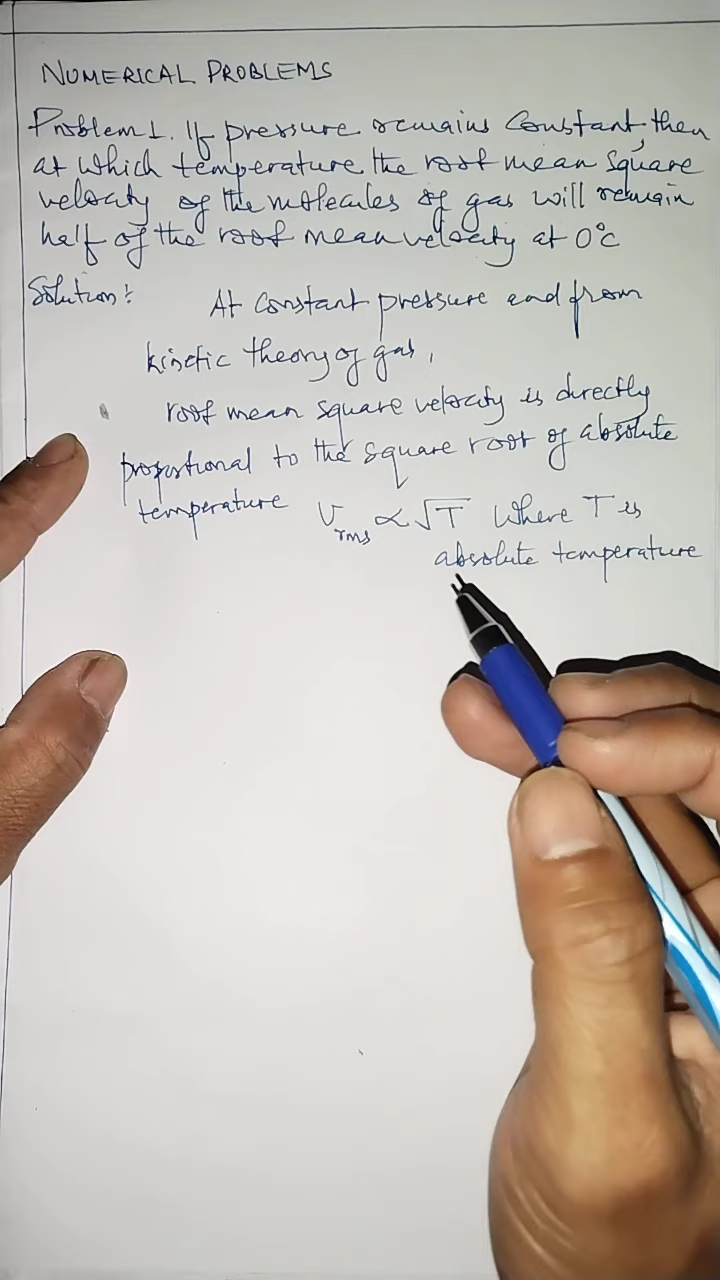 NUMERICAL PROBLEMS
Problem 1. If pressure remains constant, then
at which temperature the root mean square
velocity of the molecules of gas will remain
half of the root mean velocity at 0°C
Solution: At constant pressure and from
kinetic theory of gas,
root mean square velocity is directly
proportional to the square root of absolute
temperature V_rms ∝ √T where T is
absolute temperature